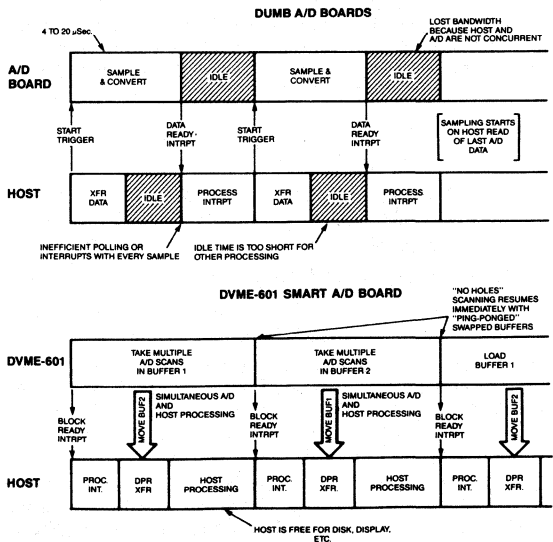 DUMB A/D BOARDS
4 TO 20 µSec.
LOST BANDWIDTH
BECAUSE HOST AND
A/D ARE NOT CONCURRENT
A/D
BOARD
SAMPLE
& CONVERT
IDLE
SAMPLE &
CONVERT
IDLE
START
TRIGGER
DATA
READY-
INTRPT
START
TRIGGER
DATA
READY
INTRPT
SAMPLING STARTS
ON HOST READ
OF LAST A/D
DATA
HOST
XFR
DATA
IDLE
PROCESS
INTRPT
XFR
DATA
IDLE
PROCESS
INTRPT
INEFFICIENT POLLING OR
INTERRUPTS WITH EVERY SAMPLE
IDLE TIME IS TOO SHORT FOR
OTHER PROCESSING
DVME-601 SMART A/D BOARD
"NO HOLES"
SCANNING RESUMES
IMMEDIATELY WITH
"PING-PONGED"
SWAPPED BUFFERS
DVME-601
TAKE MULTIPLE
A/D SCANS
IN BUFFER 1
TAKE MULTIPLE
A/D SCANS
IN BUFFER 2
LOAD
BUFFER 1
BLOCK
READY
INTRPT
MOVE BUF2
SIMULTANEOUS A/D
AND
HOST PROCESSING
BLOCK
READY
INTRPT
MOVE BUF1
SIMULTANEOUS A/D
AND
HOST PROCESSING
BLOCK
READY
INTRPT
MOVE BUF2
HOST
PROC.
INT.
DPR
XFR
HOST
PROCESSING
PROC.
INT.
DPR
XFR.
HOST
PROCESSING
PROC.
INT.
DPR
XFR.
HOST IS FREE FOR DISK, DISPLAY,
ETC.